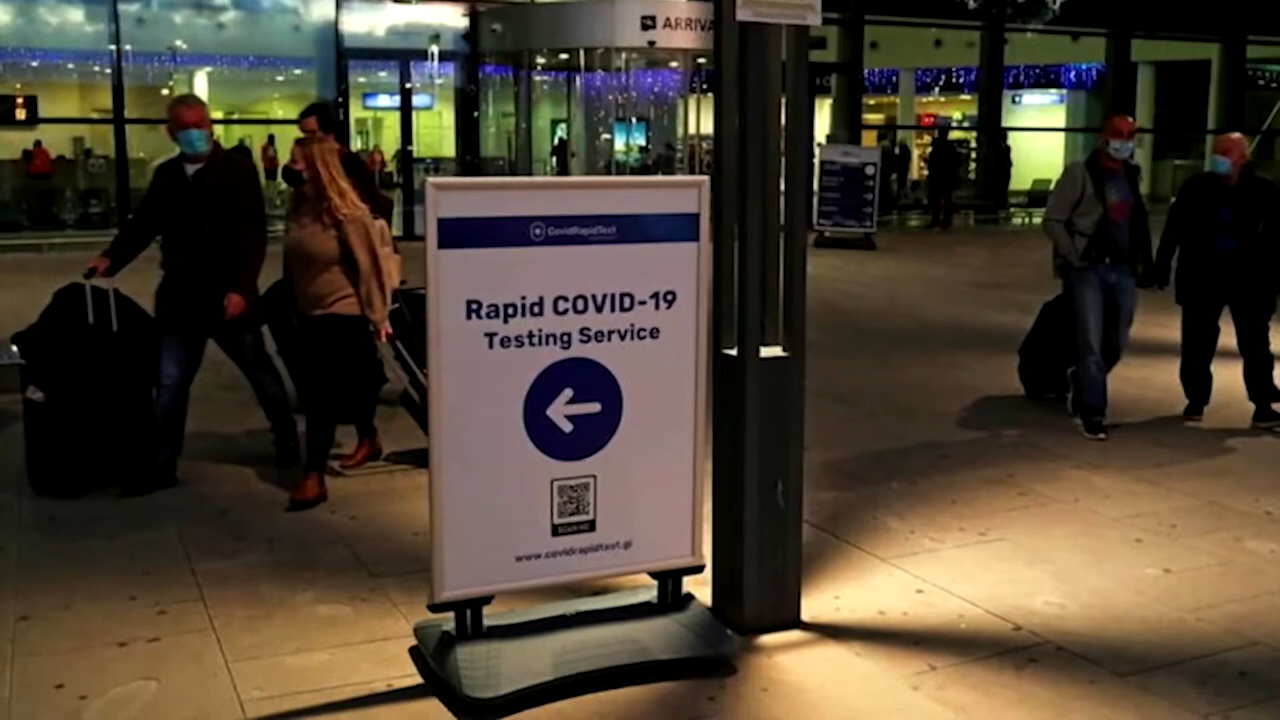 ARRIVA
CovidRapidTest
Rapid COVID-19
Testing Service
SCAN ME
www.covidrapidtest.gi